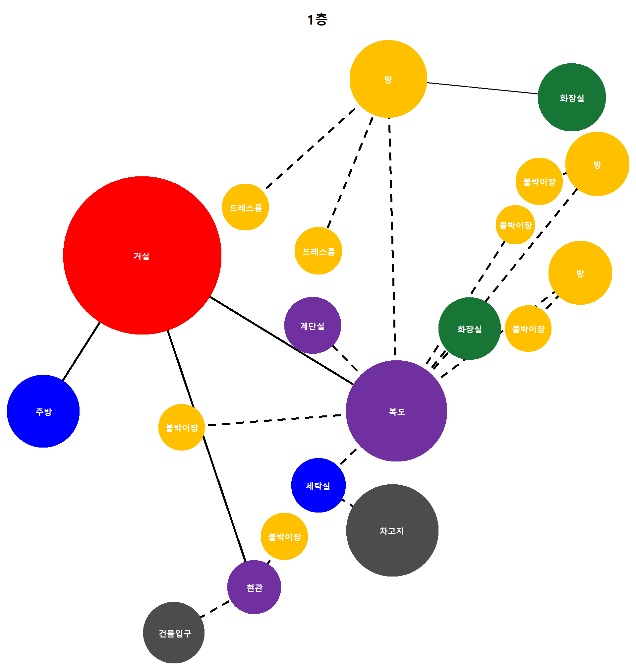 1층
방
화장실
방
붙박이장
드레스룸
붙박이장
드레스룸
거실
방
계단실
화장실
붙박이장
주방
복도
붙박이장
세탁실
차고지
붙박이장
현관
건물입구